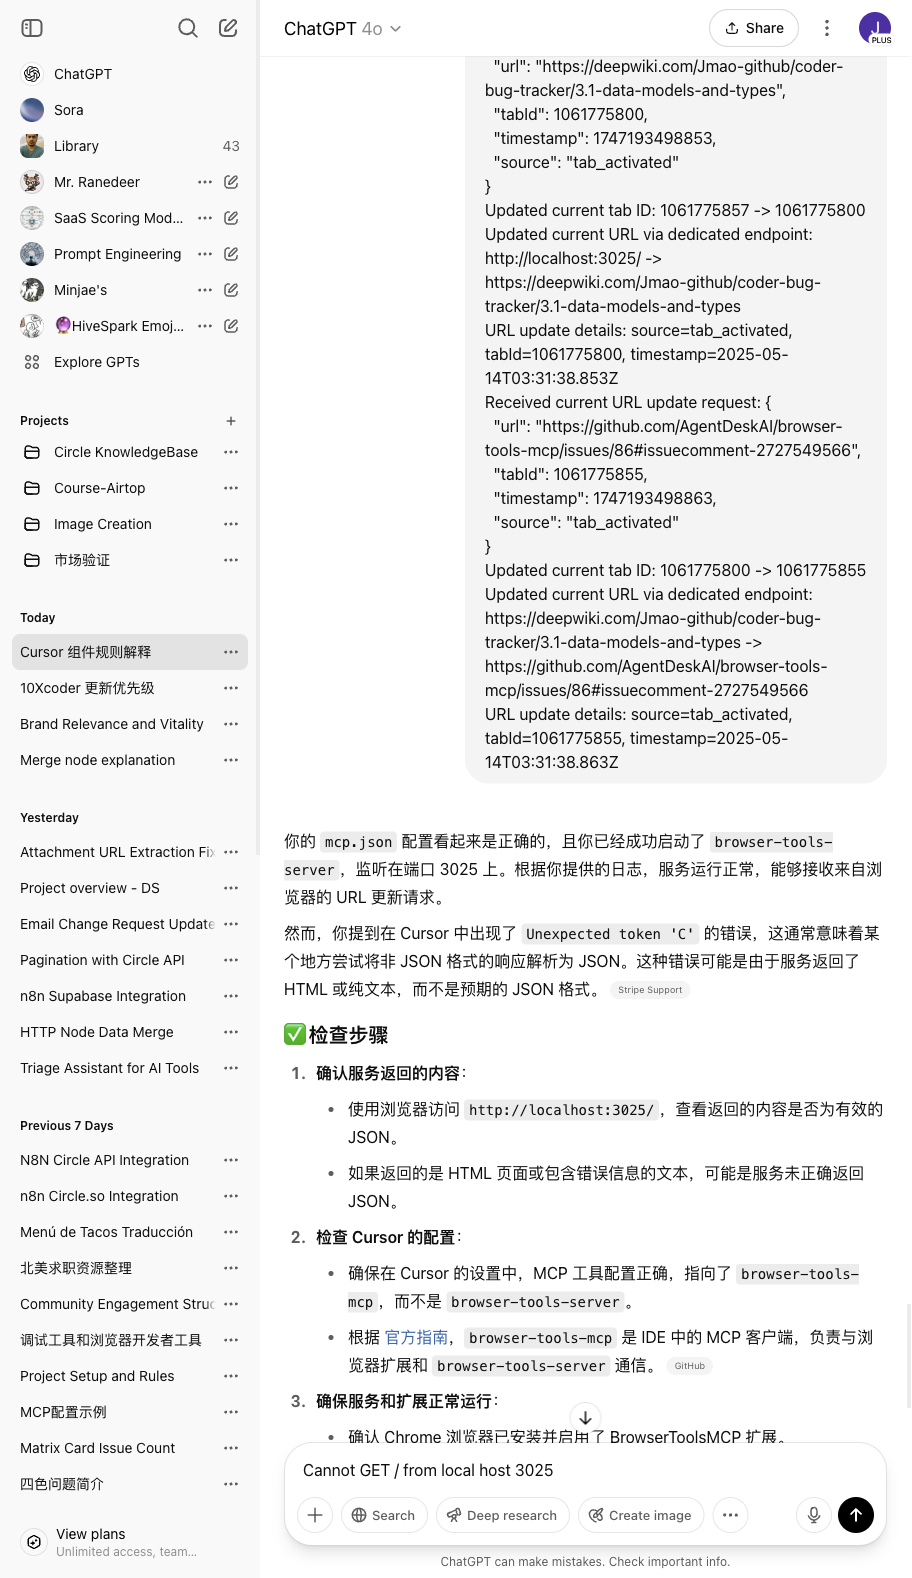 ChatGPT
Sora
Library
43
Mr. Ranedeer
SaaS Scoring Mod...
Prompt Engineering
Minjae's
🔮HiveSpark Emoj...
Explore GPTs
Projects
Circle KnowledgeBase
Course-Airtop
Image Creation
市场验证
Today
Cursor 组件规则解释
10Xcoder 更新优先级
Brand Relevance and Vitality
Merge node explanation
Yesterday
Attachment URL Extraction Fix
Project overview - DS
Email Change Request Update
Pagination with Circle API
n8n Supabase Integration
HTTP Node Data Merge
Triage Assistant for AI Tools
Previous 7 Days
N8N Circle API Integration
n8n Circle.so Integration
Menú de Tacos Traducción
北美求职资源整理
Community Engagement Struc
调试工具和浏览器开发者工具
Project Setup and Rules
MCP配置示例
Matrix Card Issue Count
四色问题简介
View plans
Unlimited access, team...
ChatGPT 4o
Share
J
PLUS
"url": "https://deepwiki.com/Jmao-github/coder-
bug-tracker/3.1-data-models-and-types",
"tabId": 1061775800,
"timestamp": 1747193498853,
"source": "tab_activated"
}
Updated current tab ID: 1061775857 -> 1061775800
Updated current URL via dedicated endpoint:
http://localhost:3025/ ->
https://deepwiki.com/Jmao-github/coder-bug-
tracker/3.1-data-models-and-types
URL update details: source=tab_activated,
tabId=1061775800, timestamp=2025-05-
14T03:31:38.853Z
Received current URL update request: {
"url": "https://github.com/AgentDeskAI/browser-
tools-mcp/issues/86#issuecomment-2727549566",
"tabId": 1061775855,
"timestamp": 1747193498863,
"source": "tab_activated"
}
Updated current tab ID: 1061775800 -> 1061775855
Updated current URL via dedicated endpoint:
https://deepwiki.com/Jmao-github/coder-bug-
tracker/3.1-data-models-and-types ->
https://github.com/AgentDeskAI/browser-tools-
mcp/issues/86#issuecomment-2727549566
URL update details: source=tab_activated,
tabId=1061775855, timestamp=2025-05-
14T03:31:38.863Z
你的 mcp.json 配置看起来是正确的，且你已经成功启动了 browser-tools-
server，监听在端口 3025 上。根据你提供的日志，服务运行正常，能够接收来自浏
览器的 URL 更新请求。
然而，你提到在 Cursor 中出现了 Unexpected token 'C' 的错误，这通常意味着某
个地方尝试将非 JSON 格式的响应解析为 JSON。这种错误可能是由于服务返回了
HTML 或纯文本，而不是预期的 JSON 格式。 Stripe Support
✅ 检查步骤
1. 确认服务返回的内容：
• 使用浏览器访问 http://localhost:3025/，查看返回的内容是否为有效的
JSON。
• 如果返回的是 HTML 页面或包含错误信息的文本，可能是服务未正确返回
JSON。
2. 检查 Cursor 的配置：
• 确保在 Cursor 的设置中，MCP 工具配置正确，指向了 browser-tools-
mcp，而不是 browser-tools-server。
• 根据 官方指南，browser-tools-mcp 是 IDE 中的 MCP 客户端，负责与浏
览器扩展和 browser-tools-server 通信。 GitHub
3. 确保服务和扩展正常运行：
• 确认 Chrome 浏览器已安装并启用了 BrowserToolsMCP 扩展。
Cannot GET / from local host 3025
Search
Deep research
Create image
ChatGPT can make mistakes. Check important info.